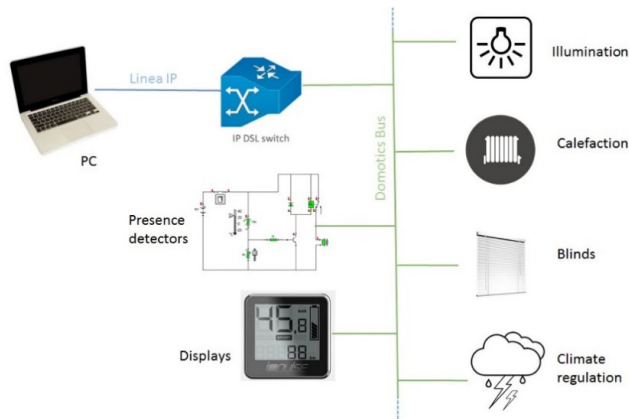 Illumination
Linea IP
IP DSL switch
PC
Domotics Bus
Calefaction
Presence
detectors
Blinds
45,8
88
Displays
Climate
regulation